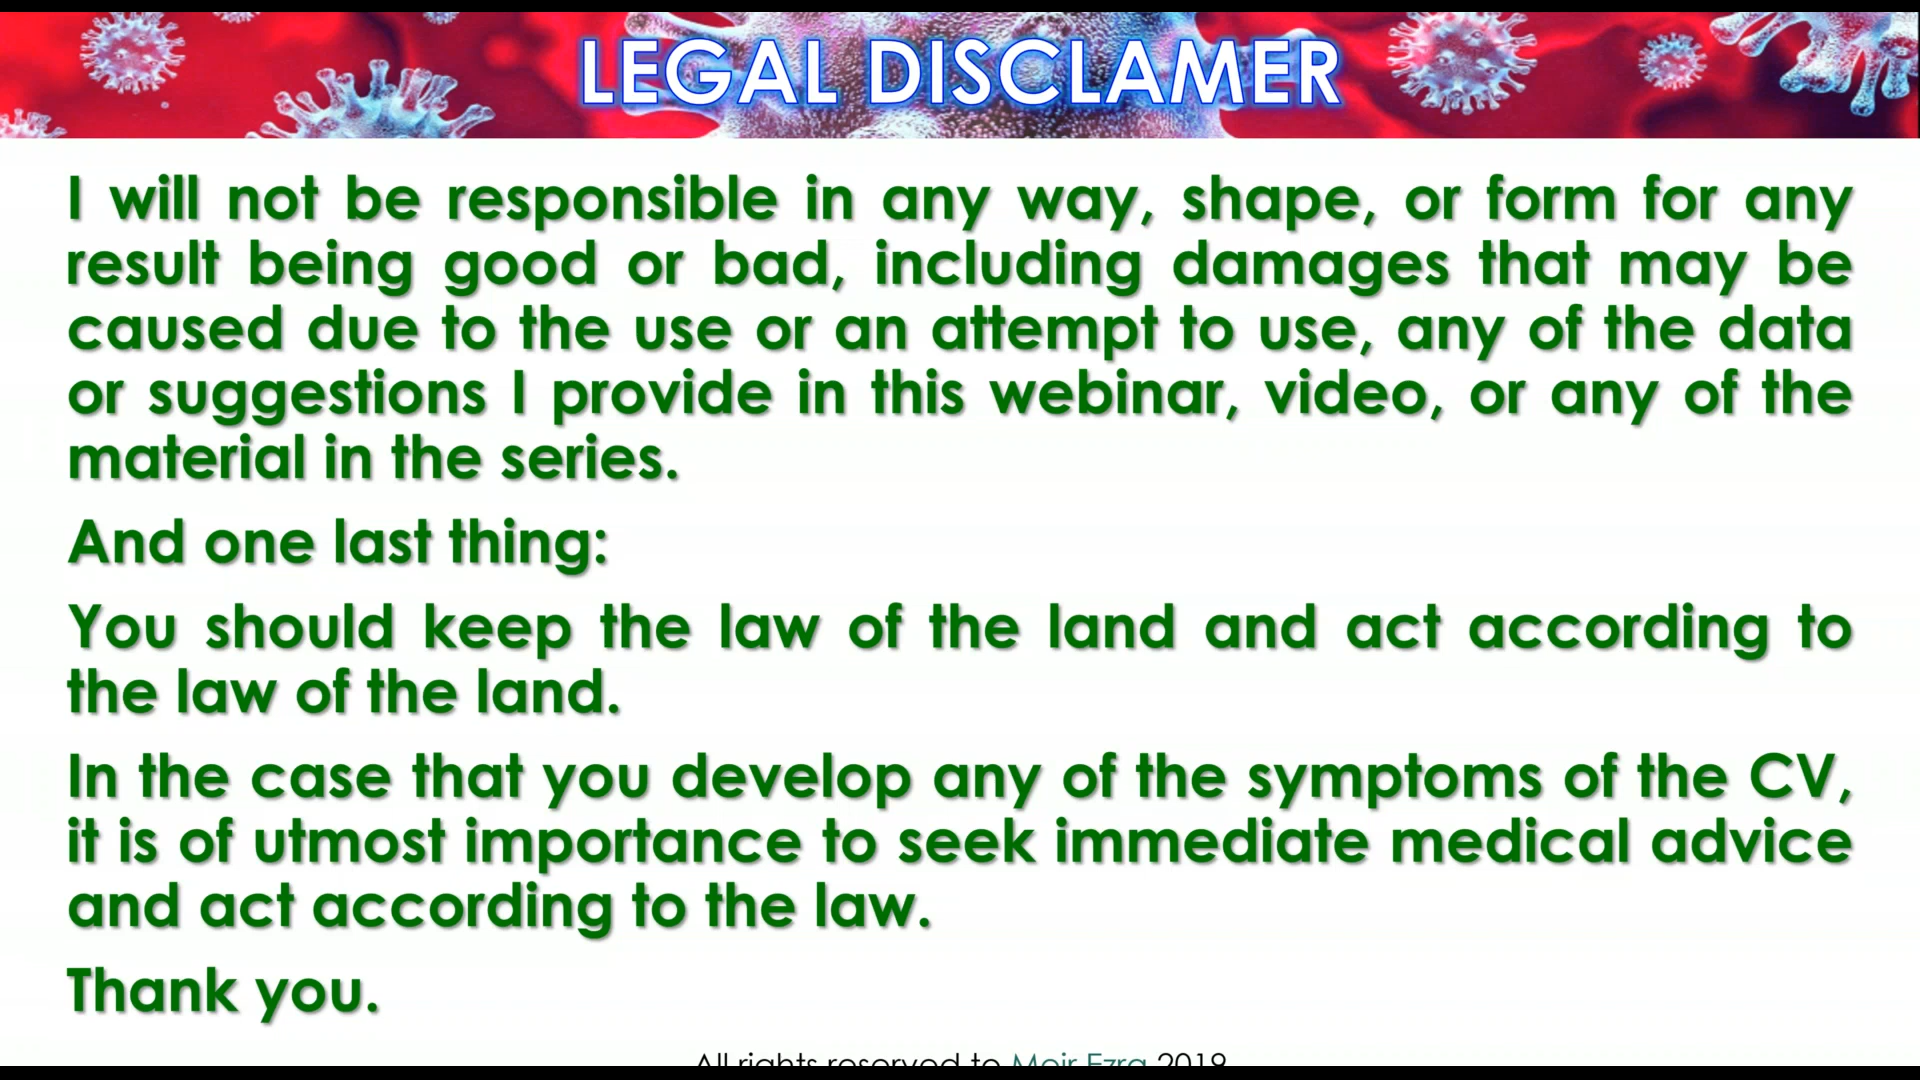 LEGAL DISCLAMER
I will not be responsible in any way, shape, or form for any
result being good or bad, including damages that may be
caused due to the use or an attempt to use, any of the data
or suggestions I provide in this webinar, video, or any of the
material in the series.
And one last thing:
You should keep the law of the land and act according to
the law of the land.
In the case that you develop any of the symptoms of the CV,
it is of utmost importance to seek immediate medical advice
and act according to the law.
Thank you.
All rights reserved to Meir Ezra 2019